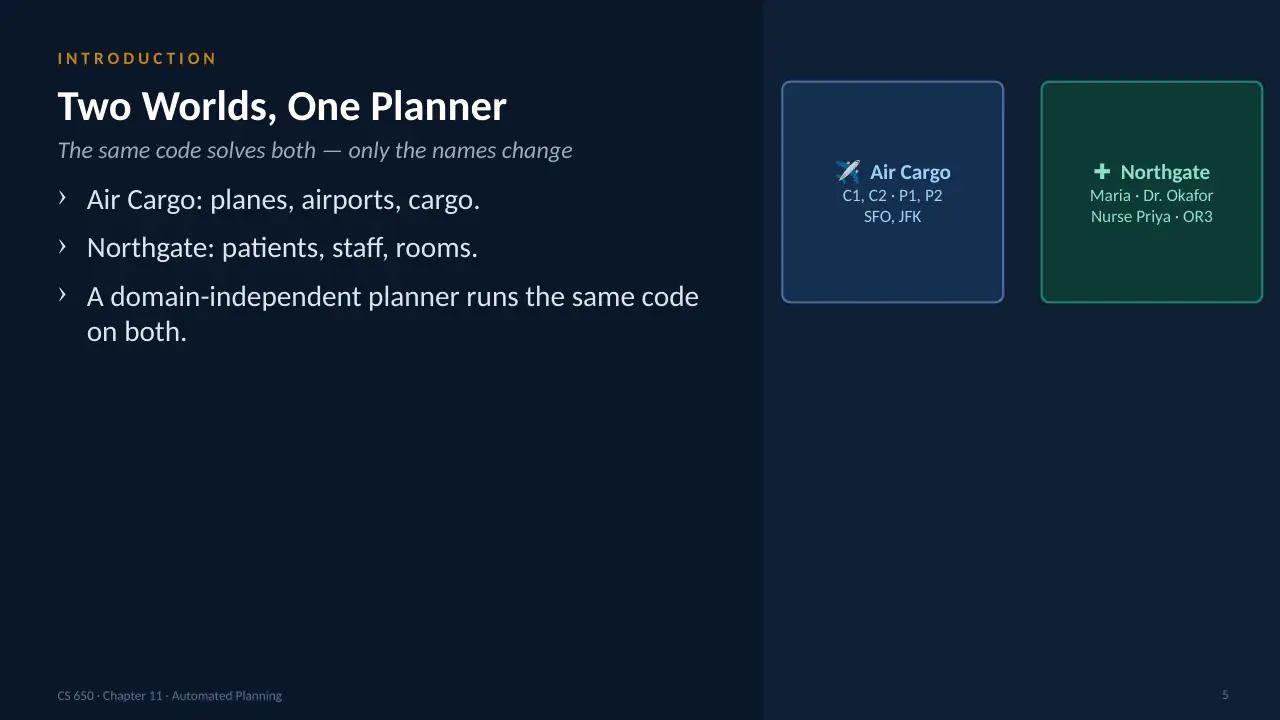 INTRODUCTION
Two Worlds, One Planner
The same code solves both — only the names change
› Air Cargo: planes, airports, cargo.
› Northgate: patients, staff, rooms.
› A domain-independent planner runs the same code
on both.
✈️ Air Cargo
C1, C2 · P1, P2
SFO, JFK
✚ Northgate
Maria · Dr. Okafor
Nurse Priya · OR3
CS 650 · Chapter 11 · Automated Planning
5